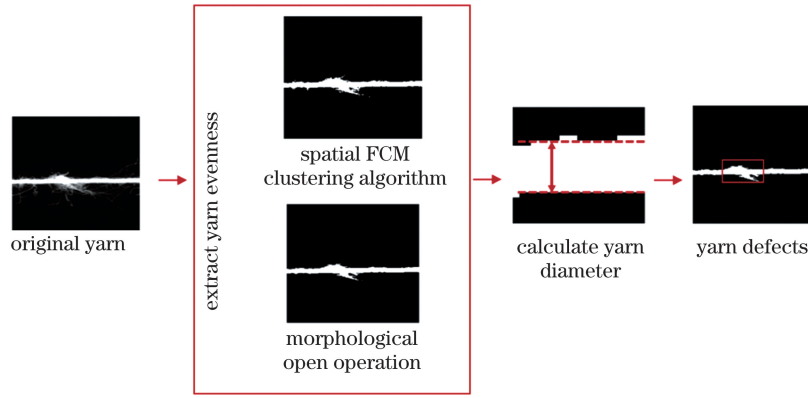 original yarn
extract yarn evenness
spatial FCM
clustering algorithm
morphological
open operation
calculate yarn
diameter
yarn defects